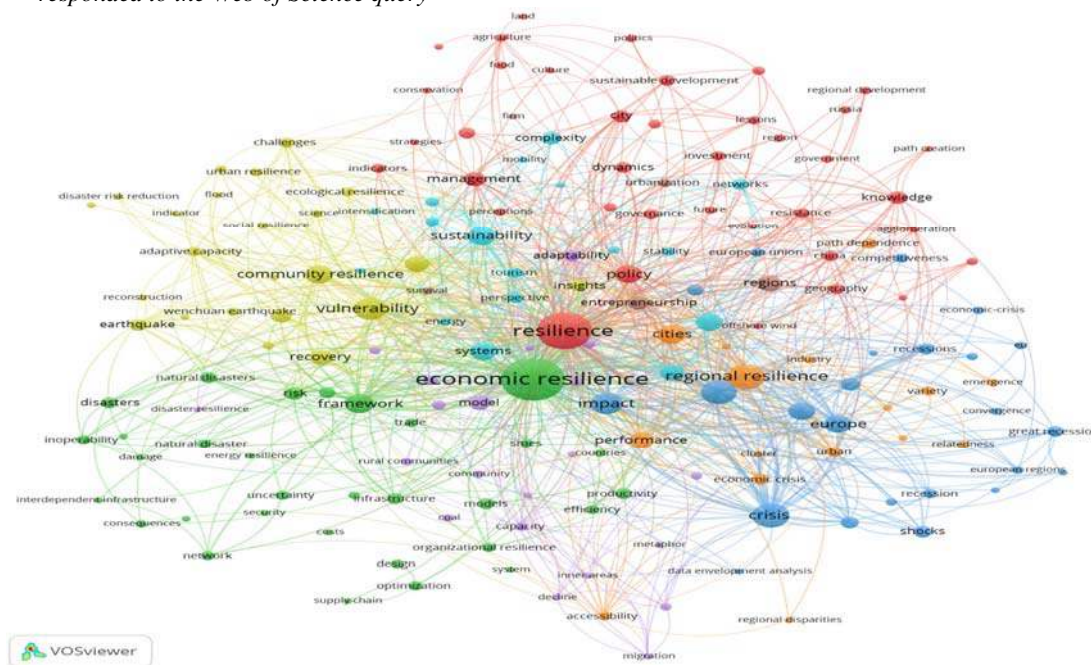 responded to the Web of Science query
land
agriculture
politics
food
culture
sustainable development
conservation
regional development
firm
city
lessons
russia
challenges
strategies
complexity
region
path creation
urban resilience
indicators
mobility
dynamics
investment
government
disaster risk reduction
flood
ecological resilience
management
urbanization
networks
knowledge
indicator
science
intensification
perceptions
governance
future
resistance
social resilience
evolution
agglomeration
sustainability
adaptive capacity
adaptability
stability
european union
path dependence
china
competitiveness
community resilience
tourism
policy
insights
regions
geography
reconstruction
survival
perspective
entrepreneurship
vulnerability
wenchuan earthquake
economic-crisis
earthquake
energy
resilience
cities
offshore wind
recovery
systems
recessions
eu
industry
natural disasters
economic resilience
regional resilience
emergence
disasters
risk
framework
model
impact
variety
convergence
disaster resilience
trade
europe
great recession
inoperability
natural disaster
shoes
performance
urban
relatedness
damage
energy resilience
countries
cluster
rural communities
european regions
community
economic crisis
interdependent infrastructure
uncertainty
infrastructure
models
productivity
recession
security
coal
efficiency
crisis
consequences
costs
capacity
shocks
network
organizational resilience
metaphor
design
system
inner areas
data envelopment analysis
optimization
decline
supply chain
accessibility
regional disparities
migration
VOSviewer